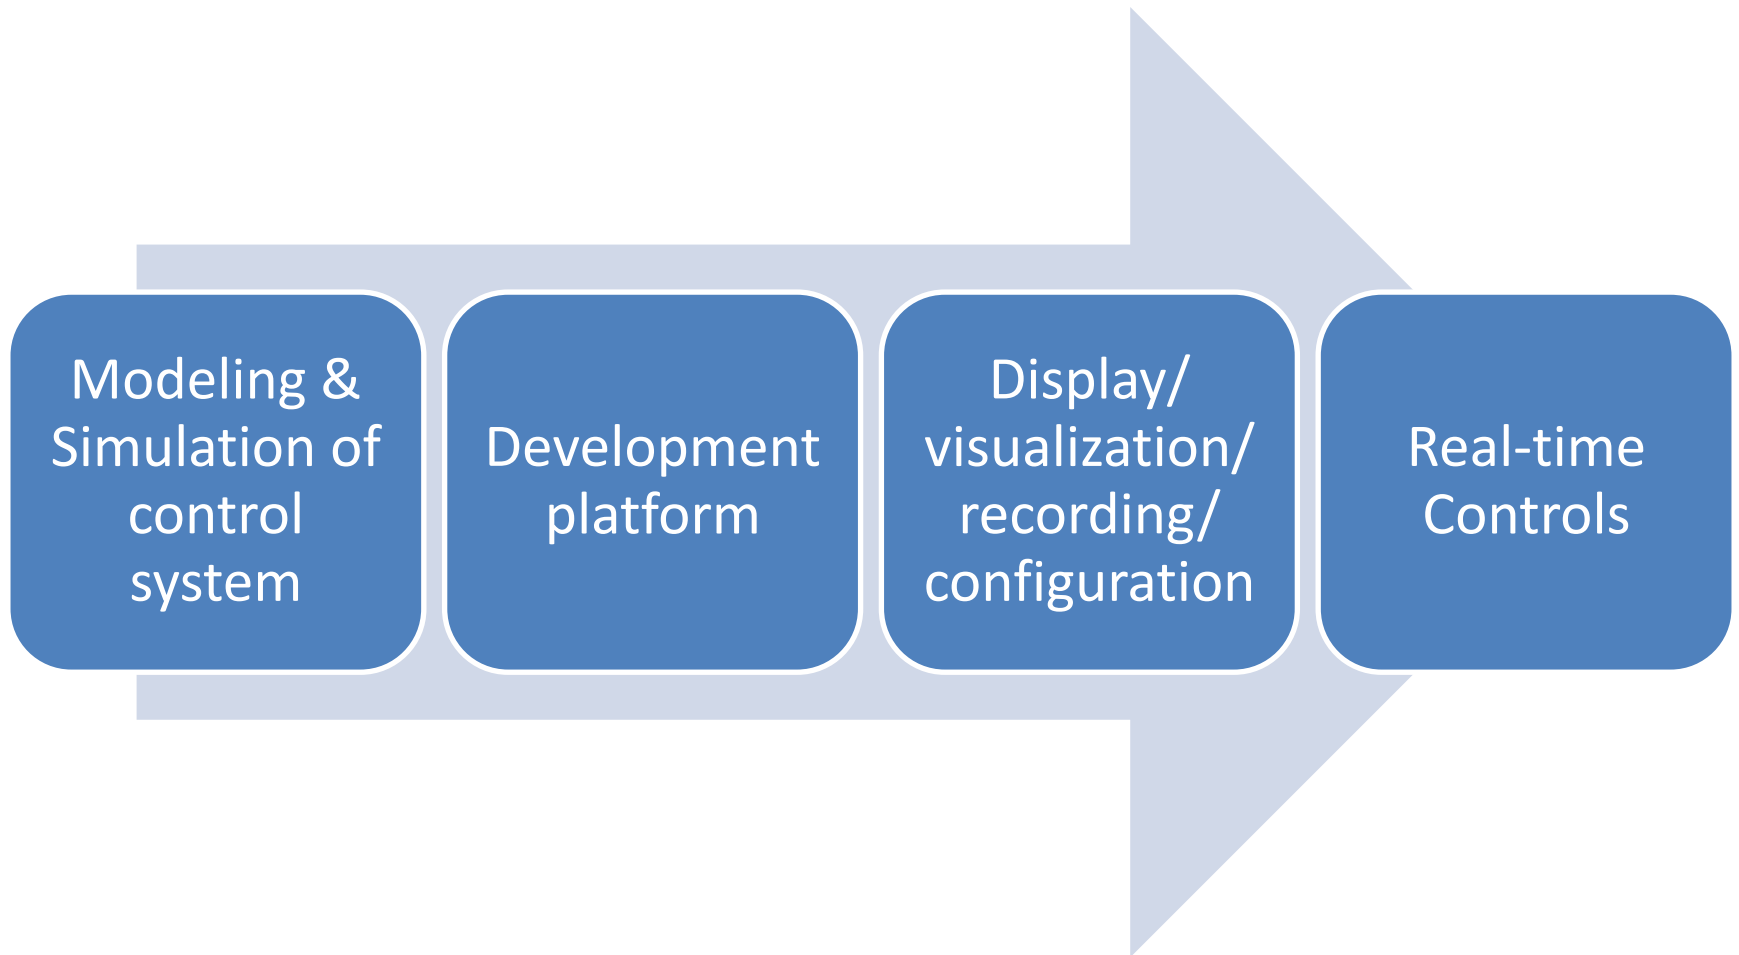 Modeling &
Simulation of
control
system
Development
platform
Display/
visualization/
recording/
configuration
Real-time
Controls